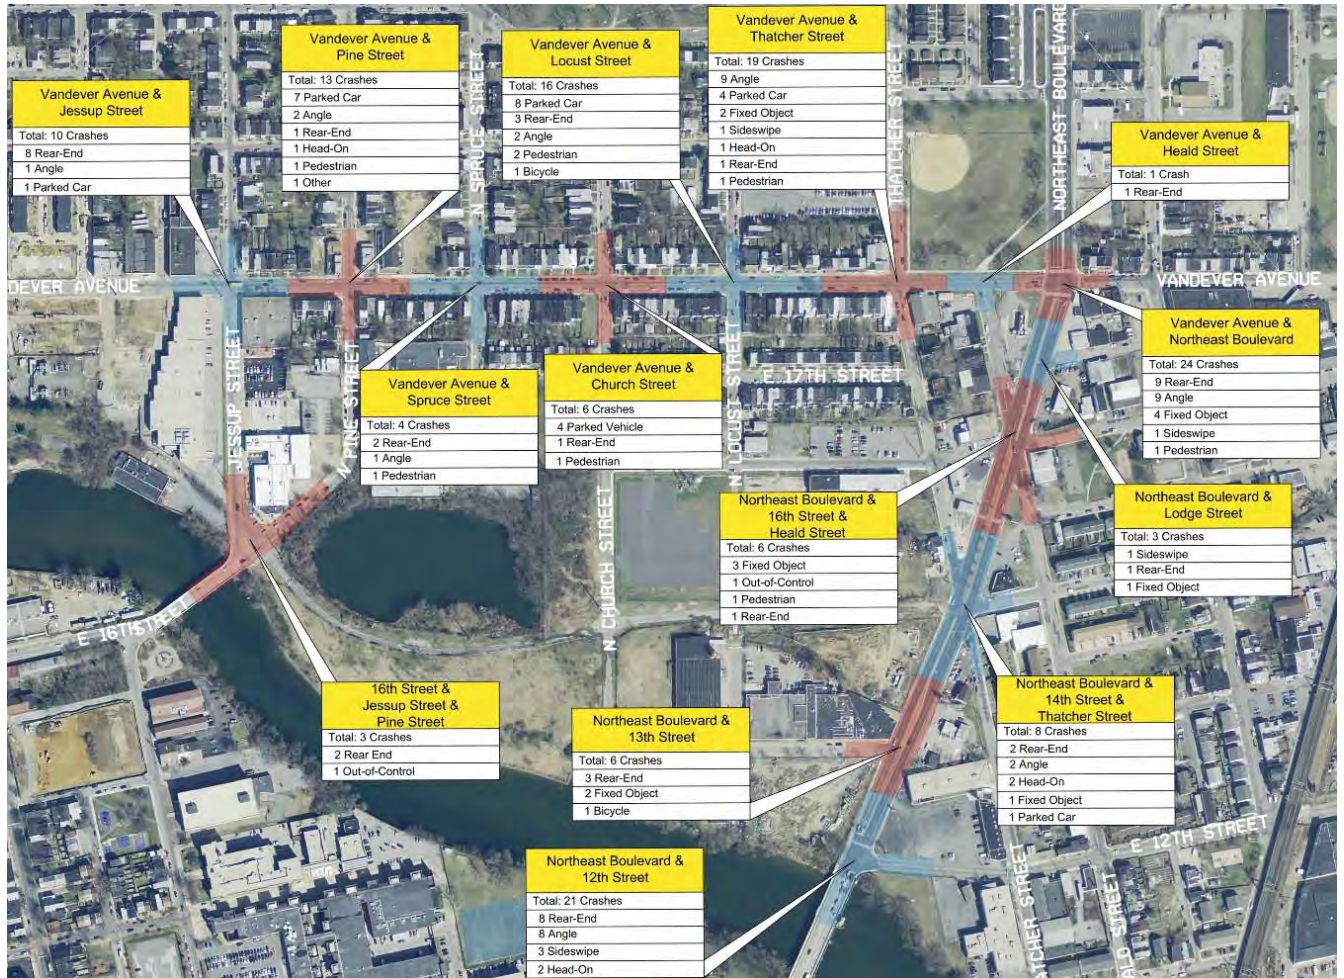 Vandever Avenue &
Jessup Street
Total: 10 Crashes
8 Rear-End
1 Angle
1 Parked Car
Vandever Avenue &
Pine Street
Total: 13 Crashes
7 Parked Car
2 Angle
1 Rear-End
1 Head-On
1 Pedestrian
1 Other
Vandever Avenue &
Locust Street
Total: 16 Crashes
8 Parked Car
3 Rear-End
2 Angle
2 Pedestrian
1 Bicycle
Vandever Avenue &
Thatcher Street
Total: 19 Crashes
9 Angle
4 Parked Car
2 Fixed Object
1 Sideswipe
1 Head-On
1 Rear-End
1 Pedestrian
Vandever Avenue &
Heald Street
Total: 1 Crash
1 Rear-End
N SPRUCE STREET
THATCHER STREET
NORTHEAST BOULEVARD
DEVER AVENUE
VANDEVER AVENUE
Vandever Avenue &
Northeast Boulevard
Total: 24 Crashes
9 Rear-End
9 Angle
4 Fixed Object
1 Sideswipe
1 Pedestrian
JESSUP STREET
N PINE STREET
Vandever Avenue &
Spruce Street
Total: 4 Crashes
2 Rear-End
1 Angle
1 Pedestrian
Vandever Avenue &
Church Street
Total: 6 Crashes
4 Parked Vehicle
1 Rear-End
1 Pedestrian
N LOCUST STREET
E 17TH STREET
Northeast Boulevard &
16th Street &
Heald Street
Total: 6 Crashes
3 Fixed Object
1 Out-of-Control
1 Pedestrian
1 Rear-End
Northeast Boulevard &
Lodge Street
Total: 3 Crashes
1 Sideswipe
1 Rear-End
1 Fixed Object
N CHURCH STREET
E 16TH STREET
16th Street &
Jessup Street &
Pine Street
Total: 3 Crashes
2 Rear End
1 Out-of-Control
Northeast Boulevard &
13th Street
Total: 6 Crashes
3 Rear-End
2 Fixed Object
1 Bicycle
Northeast Boulevard &
14th Street &
Thatcher Street
Total: 8 Crashes
2 Rear-End
2 Angle
2 Head-On
1 Fixed Object
1 Parked Car
E 12TH STREET
Northeast Boulevard &
12th Street
Total: 21 Crashes
8 Rear-End
8 Angle
3 Sideswipe
2 Head-On
ATCHER STREET
LD STREET